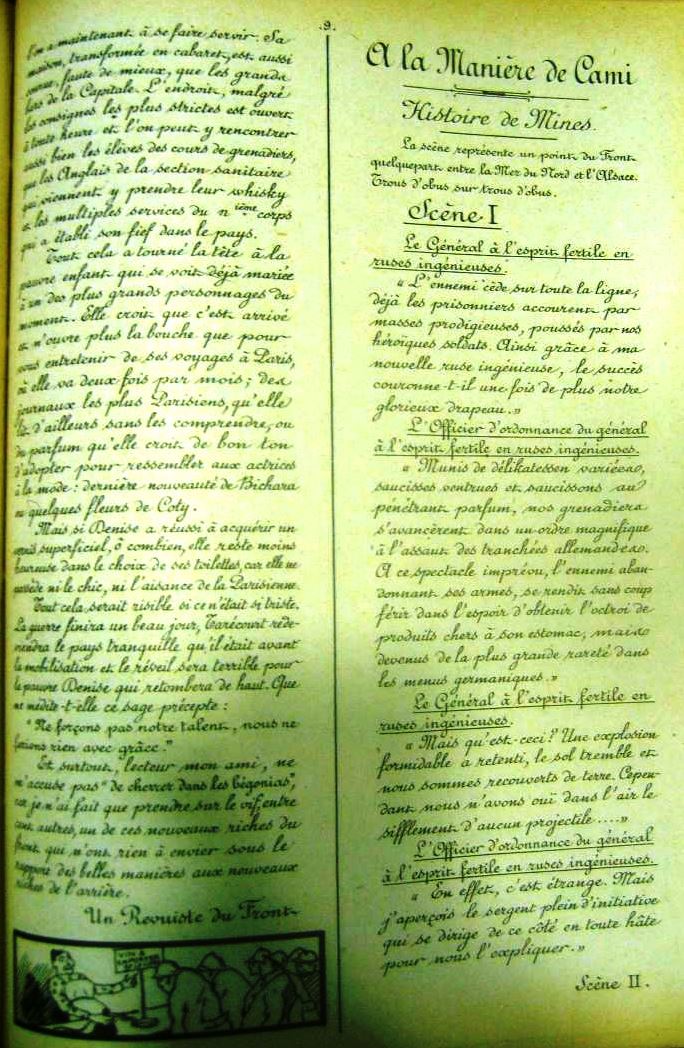 .9.
l'on a maintenant à se faire servir. Sa
maison, transformée en cabaret, est aussi
courue, faute de mieux, que les grands
bars de la Capitale. L'endroit, malgré
les consignes les plus strictes est ouvert
à toute heure et l'on peut y rencontrer
aussi bien les élèves des cours de grenadiers,
que les Anglais de la section sanitaire
qui viennent y prendre leur whisky
et les multiples services du n ième corps
qui a établi son fief dans le pays.
Tout cela a tourné la tête à la
pauvre enfant qui se voit déjà mariée
à un des plus grands personnages du
moment. Elle croit que c'est arrivé
et n'ouvre plus la bouche que pour
vous entretenir de ses voyages à Paris,
où elle va deux fois par mois; des
journaux les plus Parisiens, qu'elle
lit d'ailleurs sans les comprendre, ou
du parfum qu'elle croit de bon ton
d'adopter pour ressembler aux actrices
à la mode: dernière nouveauté de Bichara
ou quelques fleurs de Coty.
Mais si Denise a réussi à acquérir un
vernis superficiel, ô combien, elle reste moins
heureuse dans le choix de ses toilettes, car elle ne
possède ni le chic, ni l'aisance de la Parisienne.
Tout cela serait risible si ce n'était si triste.
La guerre finira un beau jour, rede-
viendra le pays tranquille qu'il était avant
la mobilisation et le réveil sera terrible pour
la pauvre Denise qui retombera de haut. Que
ne médite-t-elle ce sage précepte:
"Ne forçons pas notre talent, nous ne
ferions rien avec grâce."
Et surtout, lecteur mon ami, ne
m'accuse pas "de cherrer dans les bégonias",
car je n'ai fait que prendre sur le vif, entre
cent autres, un de ces nouveaux riches du
front qui n'ont rien à envier sous le
rapport des belles manières aux nouveaux
riches de l'arrière.
Un Revuiste du Front
A la Manière de Cami
Histoire de Mines.
La scène représente un point du Front
quelquepart entre la Mer du Nord et l'Alsace.
Trous d'obus sur trous d'obus.
Scène I
Le Général à l'esprit fertile en
ruses ingénieuses.
"L'ennemi cède sur toute la ligne;
déjà les prisonniers accourent par
masses prodigieuses, poussés par nos
héroïques soldats. Ainsi grâce à ma
nouvelle ruse ingénieuse, le succès
couronne-t-il une fois de plus notre
glorieux drapeau."
L'Officier d'ordonnance du général
à l'esprit fertile en ruses ingénieuses.
"Munis de délikatessen variées,
saucisses ventrues et saucissons au
pénétrant parfum, nos grenadiers
s'avancèrent dans un ordre magnifique
à l'assaut des tranchées allemandes.
A ce spectacle imprévu, l'ennemi aban-
donnant ses armes, se rendit sans coup
férir dans l'espoir d'obtenir l'octroi de
produits chers à son estomac, mais
devenus de la plus grande rareté dans
les menus germaniques."
Le Général à l'esprit fertile en
ruses ingénieuses.
"Mais qu'est-ceci? Une explosion
formidable a retenti, le sol tremble et
nous sommes recouverts de terre. Cepen-
dant nous n'avons ouï dans l'air le
sifflement d'aucun projectile...."
L'Officier d'ordonnance du général
à l'esprit fertile en ruses ingénieuses.
"En effet, c'est étrange. Mais
j'aperçois le sergent plein d'initiative
qui se dirige de ce côté en toute hâte
pour nous l'expliquer."
Scène II.